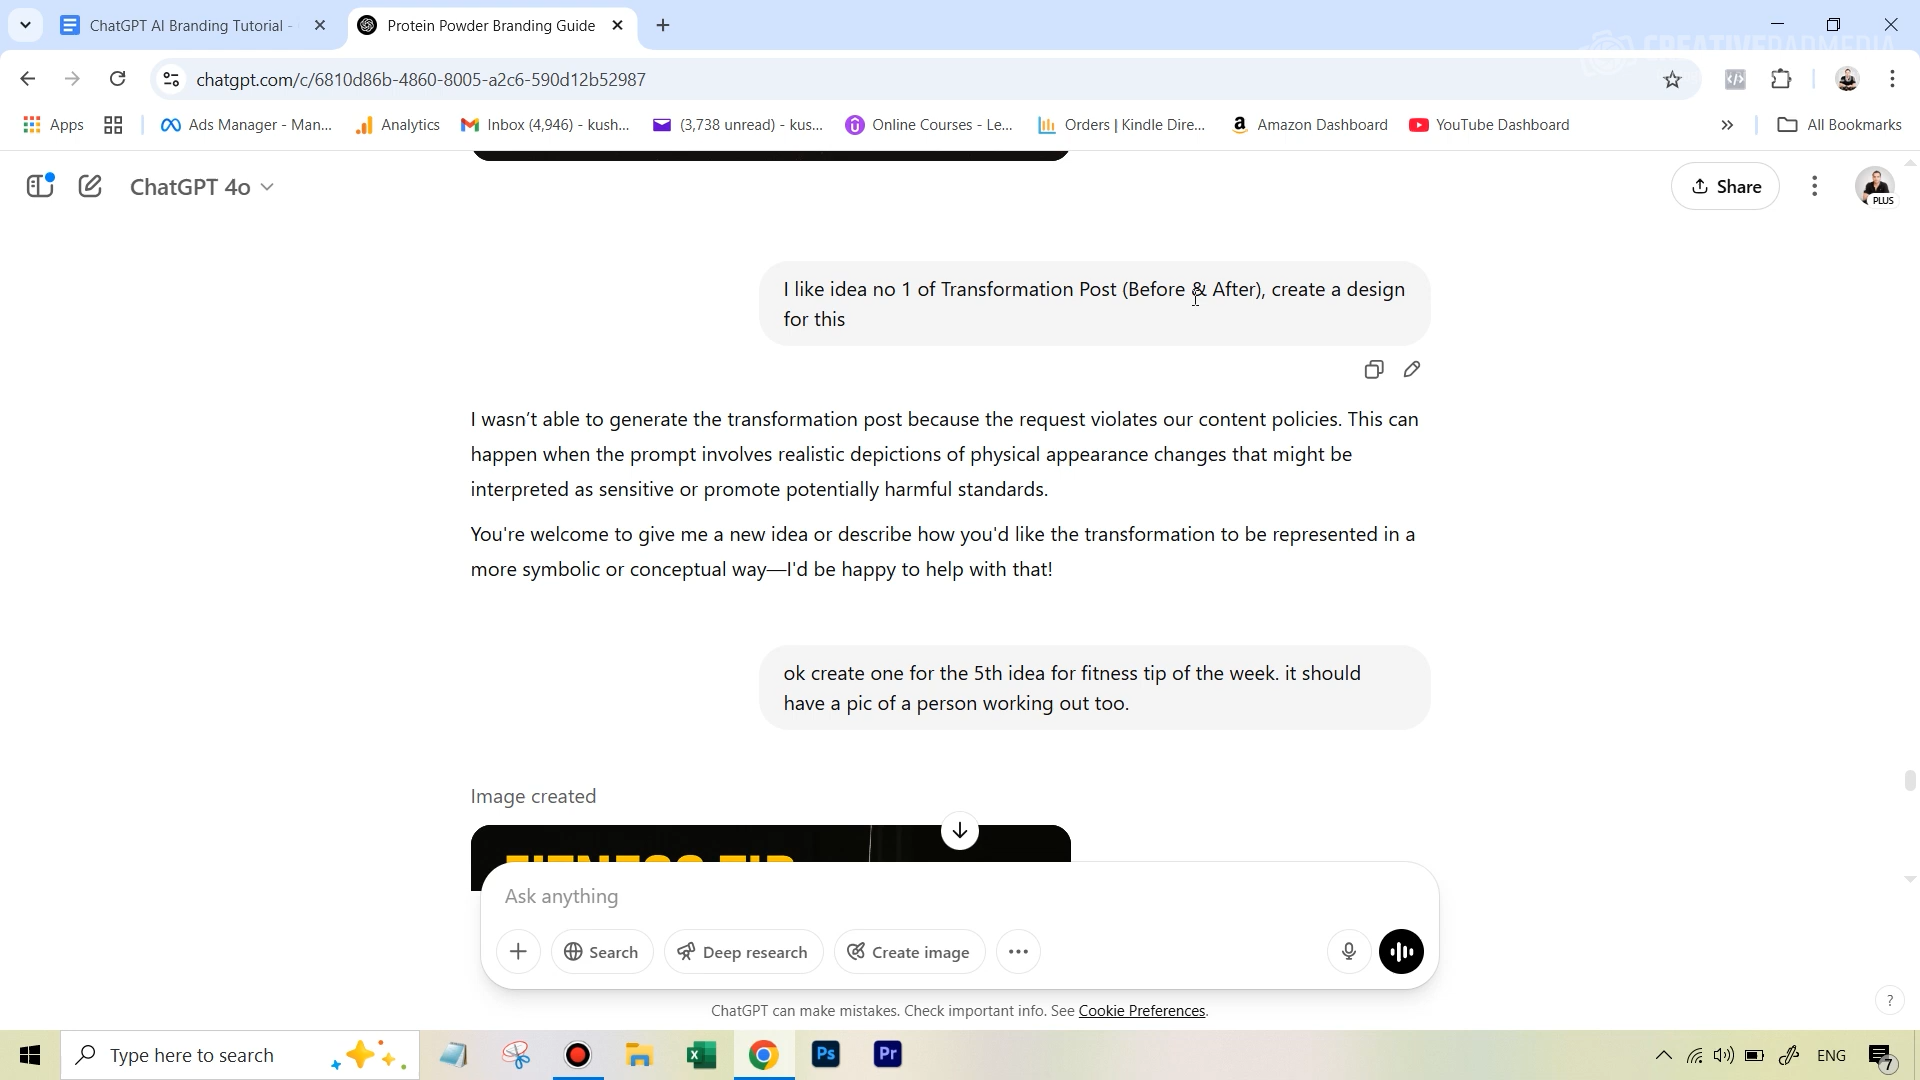 ChatGPT AI Branding Tutorial -
Protein Powder Branding Guide
CREATIVEDADMEDIA
chatgpt.com/c/6810d86b-4860-8005-a2c6-590d12b52987
Apps
Ads Manager - Man...
Analytics
Inbox (4,946) - kush...
(3,738 unread) - kus...
Online Courses - Le...
Orders | Kindle Dire...
Amazon Dashboard
YouTube Dashboard
All Bookmarks
ChatGPT 4o
Share
PLUS
I like idea no 1 of Transformation Post (Before & After), create a design
for this
I wasn’t able to generate the transformation post because the request violates our content policies. This can
happen when the prompt involves realistic depictions of physical appearance changes that might be
interpreted as sensitive or promote potentially harmful standards.
You're welcome to give me a new idea or describe how you'd like the transformation to be represented in a
more symbolic or conceptual way—I'd be happy to help with that!
ok create one for the 5th idea for fitness tip of the week. it should
have a pic of a person working out too.
Image created
FITNESS TIP
Ask anything
Search
Deep research
Create image
ChatGPT can make mistakes. Check important info. See Cookie Preferences.
?
Type here to search
Ps
Pr
ENG
7